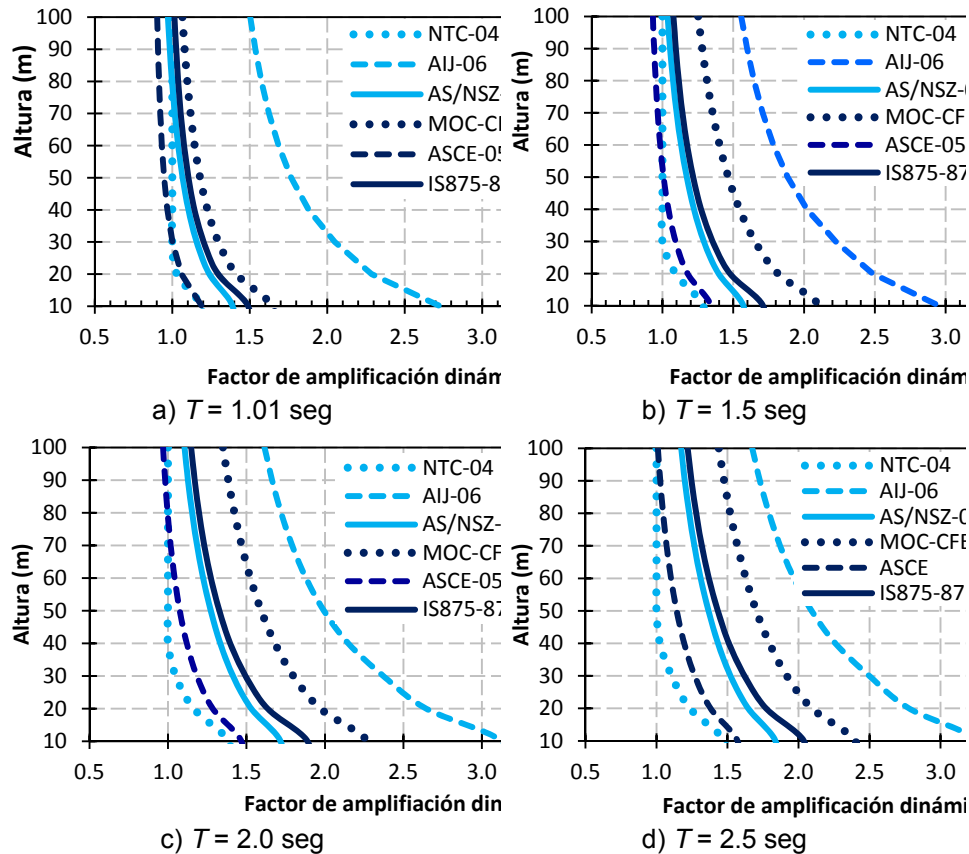 100
90
80
70
60
50
40
30
20
10
Altura (m)
NTC-04
AIJ-06
AS/NSZ-
MOC-CF
ASCE-05
IS875-8
0.5 1.0 1.5 2.0 2.5 3.0
Factor de amplificación dinám
a) T = 1.01 seg
100
90
80
70
60
50
40
30
20
10
Altura (m)
NTC-04
AIJ-06
AS/NSZ-0
MOC-CF
ASCE-05
IS875-87
0.5 1.0 1.5 2.0 2.5 3.0
Factor de amplificación dinám
b) T = 1.5 seg
100
90
80
70
60
50
40
30
20
10
Altura (m)
NTC-04
AIJ-06
AS/NSZ-
MOC-CF
ASCE-05
IS875-87
0.5 1.0 1.5 2.0 2.5 3.0
Factor de amplifiación din
c) T = 2.0 seg
100
90
80
70
60
50
40
30
20
10
Altura (m)
NTC-04
AIJ-06
AS/NSZ-0
MOC-CFE
ASCE
IS875-87
0.5 1.0 1.5 2.0 2.5 3.0
Factor de amplificación dinámi
d) T = 2.5 seg